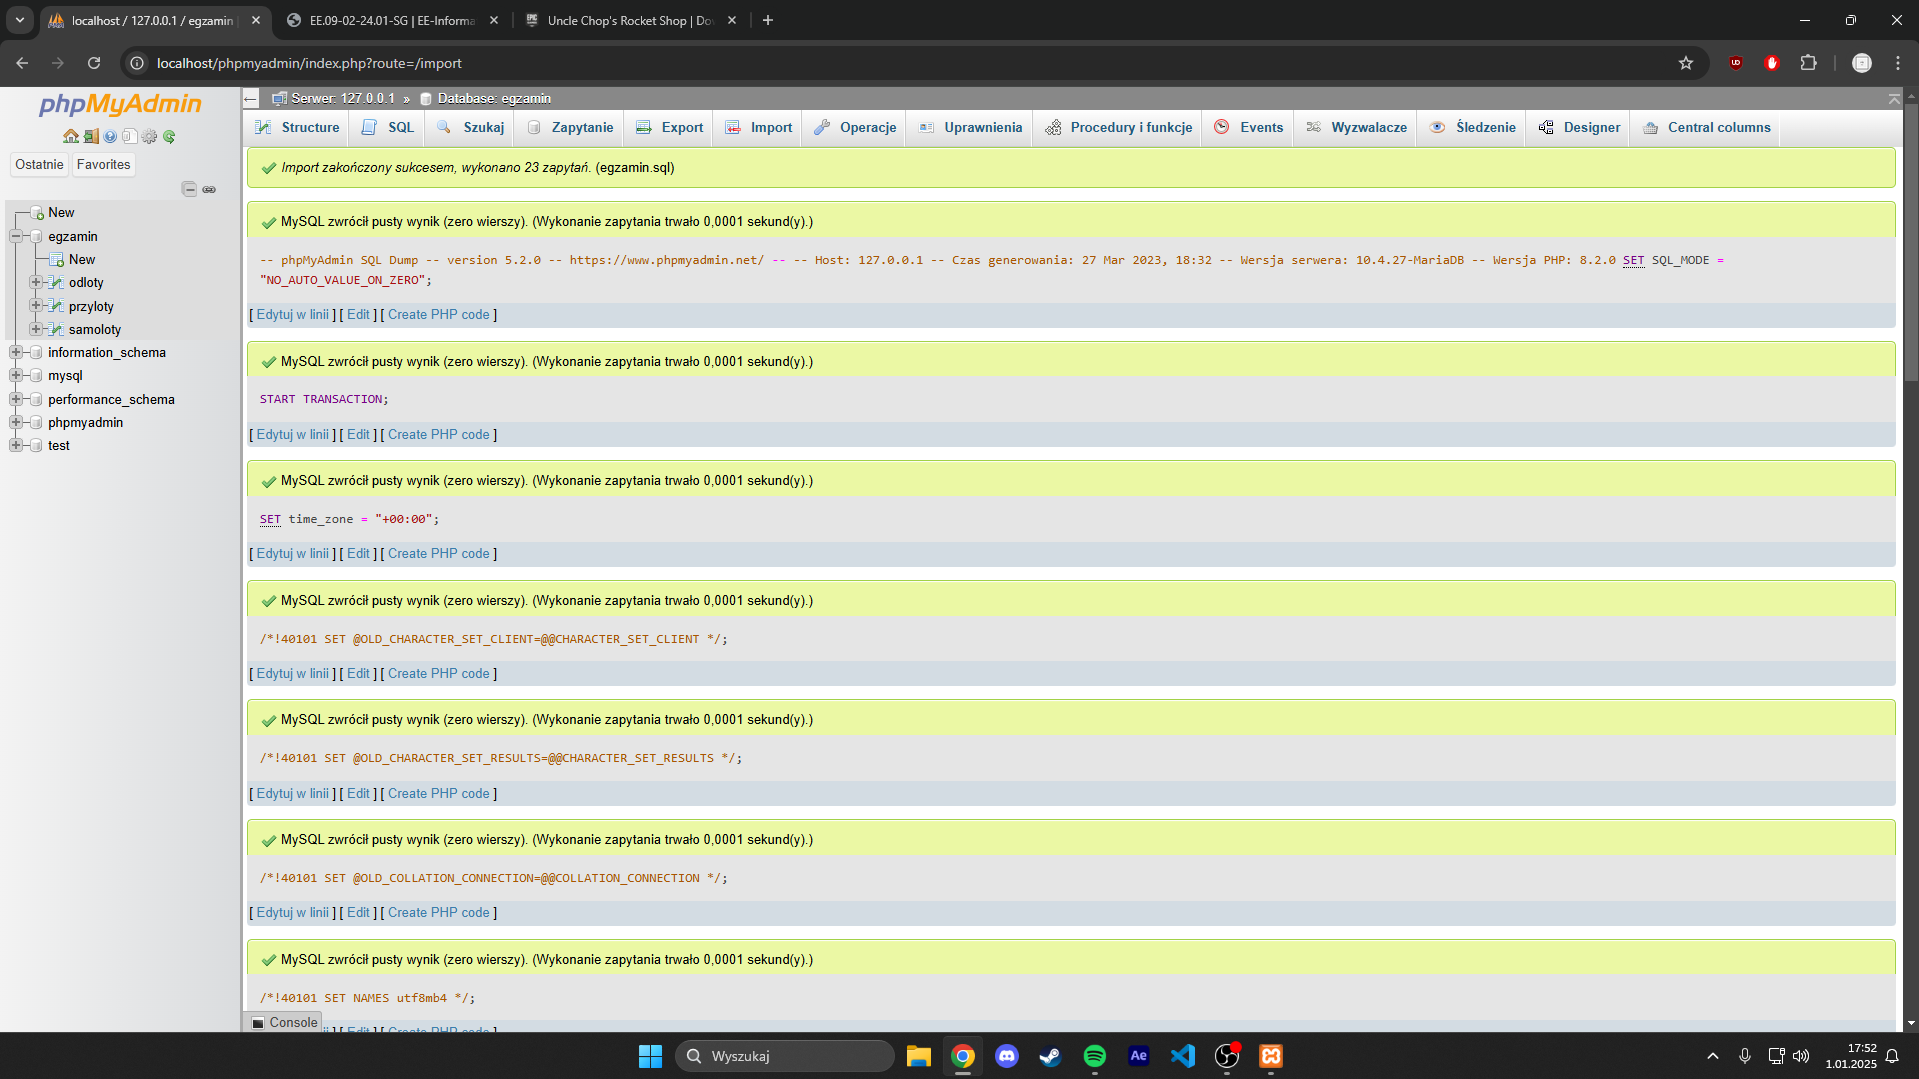 localhost / 127.0.0.1 / egzamin
EE.09-02-24.01-SG | EE-Informa
Uncle Chop's Rocket Shop | Do
localhost/phpmyadmin/index.php?route=/import
phpMyAdmin
Ostatnie
Favorites
New
egzamin
New
odloty
przyloty
samoloty
information_schema
mysql
performance_schema
phpmyadmin
test
Serwer: 127.0.0.1 » Database: egzamin
Structure
SQL
Szukaj
Zapytanie
Export
Import
Operacje
Uprawnienia
Procedury i funkcje
Events
Wyzwalacze
Śledzenie
Designer
Central columns
Import zakończony sukcesem, wykonano 23 zapytań. (egzamin.sql)
MySQL zwrócił pusty wynik (zero wierszy). (Wykonanie zapytania trwało 0,0001 sekund(y).)
-- phpMyAdmin SQL Dump -- version 5.2.0 -- https://www.phpmyadmin.net/ -- -- Host: 127.0.0.1 -- Czas generowania: 27 Mar 2023, 18:32 -- Wersja serwera: 10.4.27-MariaDB -- Wersja PHP: 8.2.0 SET SQL_MODE =
"NO_AUTO_VALUE_ON_ZERO";
[ Edytuj w linii ] [ Edit ] [ Create PHP code ]
MySQL zwrócił pusty wynik (zero wierszy). (Wykonanie zapytania trwało 0,0001 sekund(y).)
START TRANSACTION;
[ Edytuj w linii ] [ Edit ] [ Create PHP code ]
MySQL zwrócił pusty wynik (zero wierszy). (Wykonanie zapytania trwało 0,0001 sekund(y).)
SET time_zone = "+00:00";
[ Edytuj w linii ] [ Edit ] [ Create PHP code ]
MySQL zwrócił pusty wynik (zero wierszy). (Wykonanie zapytania trwało 0,0001 sekund(y).)
/*!40101 SET @OLD_CHARACTER_SET_CLIENT=@@CHARACTER_SET_CLIENT */;
[ Edytuj w linii ] [ Edit ] [ Create PHP code ]
MySQL zwrócił pusty wynik (zero wierszy). (Wykonanie zapytania trwało 0,0001 sekund(y).)
/*!40101 SET @OLD_CHARACTER_SET_RESULTS=@@CHARACTER_SET_RESULTS */;
[ Edytuj w linii ] [ Edit ] [ Create PHP code ]
MySQL zwrócił pusty wynik (zero wierszy). (Wykonanie zapytania trwało 0,0001 sekund(y).)
/*!40101 SET @OLD_COLLATION_CONNECTION=@@COLLATION_CONNECTION */;
[ Edytuj w linii ] [ Edit ] [ Create PHP code ]
MySQL zwrócił pusty wynik (zero wierszy). (Wykonanie zapytania trwało 0,0001 sekund(y).)
/*!40101 SET NAMES utf8mb4 */;
Console
ii ] [ Edit ] [ Create PHP code ]
Wyszukaj
Ae
17:52
1.01.2025